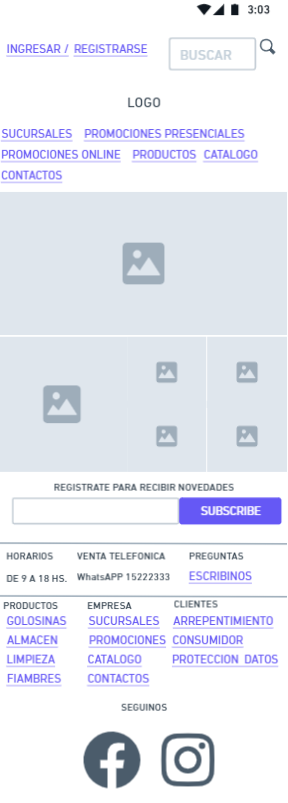 3:03
INGRESAR / REGISTRARSE
BUSCAR
LOGO
SUCURSALES PROMOCIONES PRESENCIALES
PROMOCIONES ONLINE PRODUCTOS CATALOGO
CONTACTOS
REGISTRATE PARA RECIBIR NOVEDADES
SUBSCRIBE
HORARIOS VENTA TELEFONICA PREGUNTAS
DE 9 A 18 HS. WhatsAPP 15222333 ESCRIBINOS
PRODUCTOS EMPRESA CLIENTES
GOLOSINAS SUCURSALES ARREPENTIMIENTO
ALMACEN PROMOCIONES CONSUMIDOR
LIMPIEZA CATALOGO PROTECCION DATOS
FIAMBRES CONTACTOS
SEGUINOS